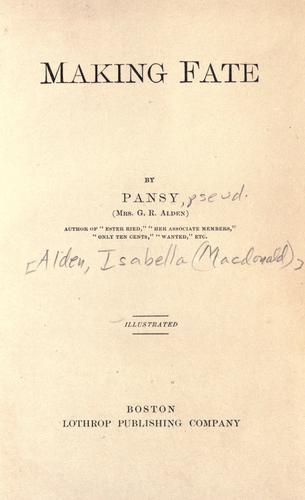 MAKING FATE
BY
PANSY, pseud.
(MRS. G. R. ALDEN)
AUTHOR OF "ESTER RIED," "HER ASSOCIATE MEMBERS,"
"ONLY TEN CENTS," "WANTED," ETC.
[Alden, Isabella (Macdonald),
ILLUSTRATED
BOSTON
LOTHROP PUBLISHING COMPANY